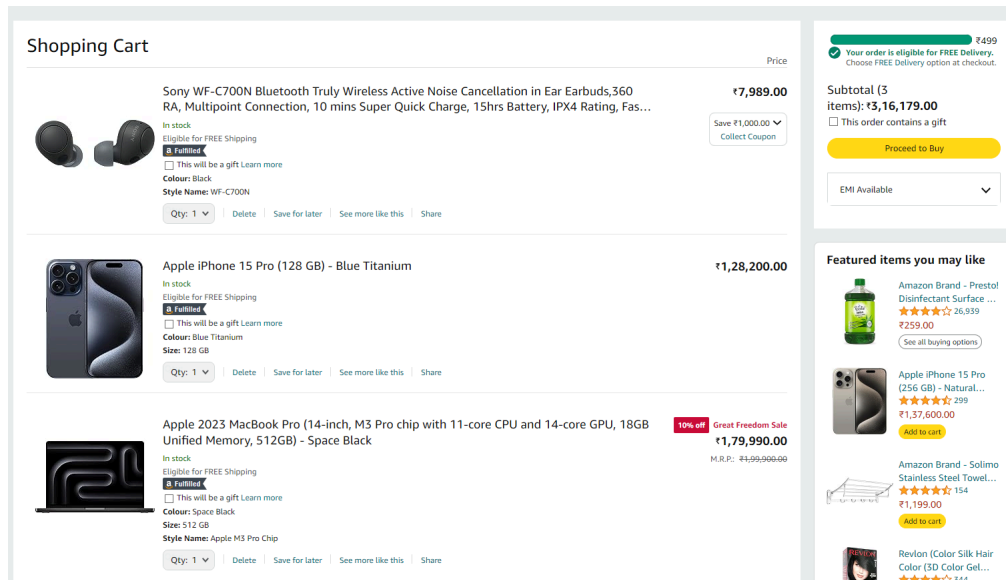 Shopping Cart
Price
Sony WF-C700N Bluetooth Truly Wireless Active Noise Cancellation in Ear Earbuds,360
RA, Multipoint Connection, 10 mins Super Quick Charge, 15hrs Battery, IPX4 Rating, Fas...
₹7,989.00
Save ₹1,000.00
Collect Coupon
In stock
Eligible for FREE Shipping
a Fulfilled
This will be a gift Learn more
Colour: Black
Style Name: WF-C700N
Qty: 1
Delete
Save for later
See more like this
Share
Apple iPhone 15 Pro (128 GB) - Blue Titanium
₹1,28,200.00
In stock
Eligible for FREE Shipping
a Fulfilled
This will be a gift Learn more
Colour: Blue Titanium
Size: 128 GB
Qty: 1
Delete
Save for later
See more like this
Share
Apple 2023 MacBook Pro (14-inch, M3 Pro chip with 11-core CPU and 14-core GPU, 18GB
Unified Memory, 512GB) - Space Black
10% off Great Freedom Sale
₹1,79,990.00
M.R.P.: ₹1,99,900.00
In stock
Eligible for FREE Shipping
a Fulfilled
This will be a gift Learn more
Colour: Space Black
Size: 512 GB
Style Name: Apple M3 Pro Chip
Qty: 1
Delete
Save for later
See more like this
Share
₹499
Your order is eligible for FREE Delivery.
Choose FREE Delivery option at checkout.
Subtotal (3
items): ₹3,16,179.00
This order contains a gift
Proceed to Buy
EMI Available
Featured items you may like
Amazon Brand - Presto!
Disinfectant Surface ...
26,939
₹259.00
See all buying options
Apple iPhone 15 Pro
(256 GB) - Natural...
299
₹1,37,600.00
Add to cart
Amazon Brand - Solimo
Stainless Steel Towel...
154
₹1,199.00
Add to cart
REVLON
Revlon (Color Silk Hair
Color (3D Color Gel...
344